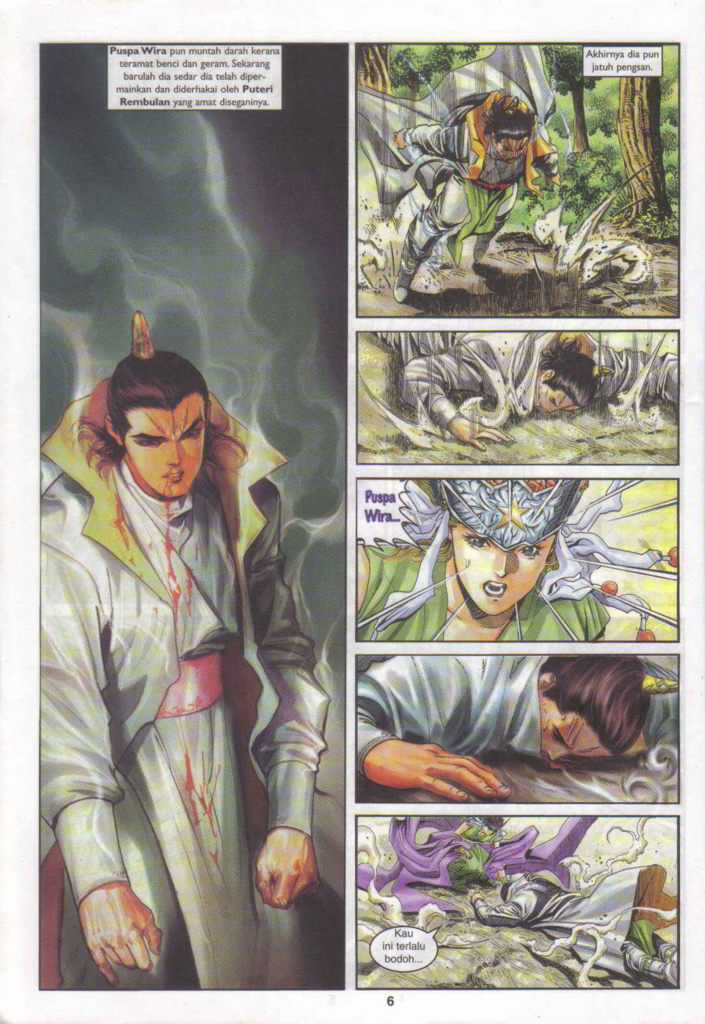 Puspa Wira pun muntah darah kerana
teramat benci dan geram. Sekarang
barulah dia sedar dia telah diper-
mainkan dan diderhakai oleh Puteri
Rembulan yang amat diseganinya.
Akhirnya dia pun
jatuh pengsan.
Puspa
Wira...
Kau
ini terlalu
bodoh...
6